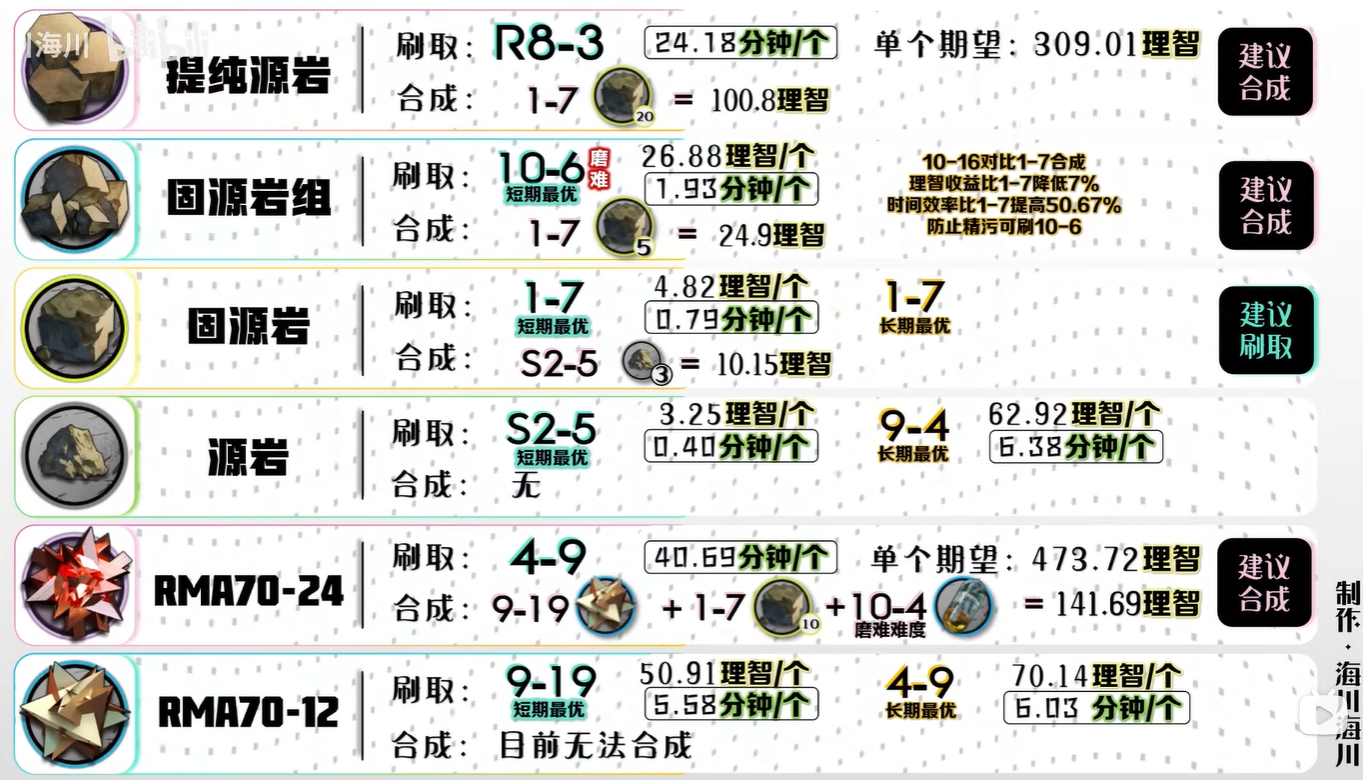 海川 bilibili
提纯源岩
刷取： R8-3 24.18分钟/个 单个期望：309.01理智
合成： 1-7 20 = 100.8理智
建议
合成
固源岩组
刷取： 10-6 磨难 26.88理智/个
短期最优 1.93分钟/个
合成： 1-7 5 = 24.9理智
10-16对比1-7合成
理智收益比1-7降低7%
时间效率比1-7提高50.67%
防止精污可刷10-6
建议
合成
固源岩
刷取： 1-7 4.82理智/个 1-7
短期最优 0.79分钟/个 长期最优
合成： S2-5 3 = 10.15理智
建议
刷取
源岩
刷取： S2-5 3.25理智/个 9-4 62.92理智/个
短期最优 0.40分钟/个 长期最优 6.38分钟/个
合成： 无
RMA70-24
刷取： 4-9 40.69分钟/个 单个期望：473.72理智
合成： 9-19 + 1-7 10 + 10-4 = 141.69理智
磨难难度
建议
合成
RMA70-12
刷取： 9-19 50.91理智/个 4-9 70.14理智/个
短期最优 5.58分钟/个 长期最优 6.03 分钟/个
合成： 目前无法合成
制作·海川海川